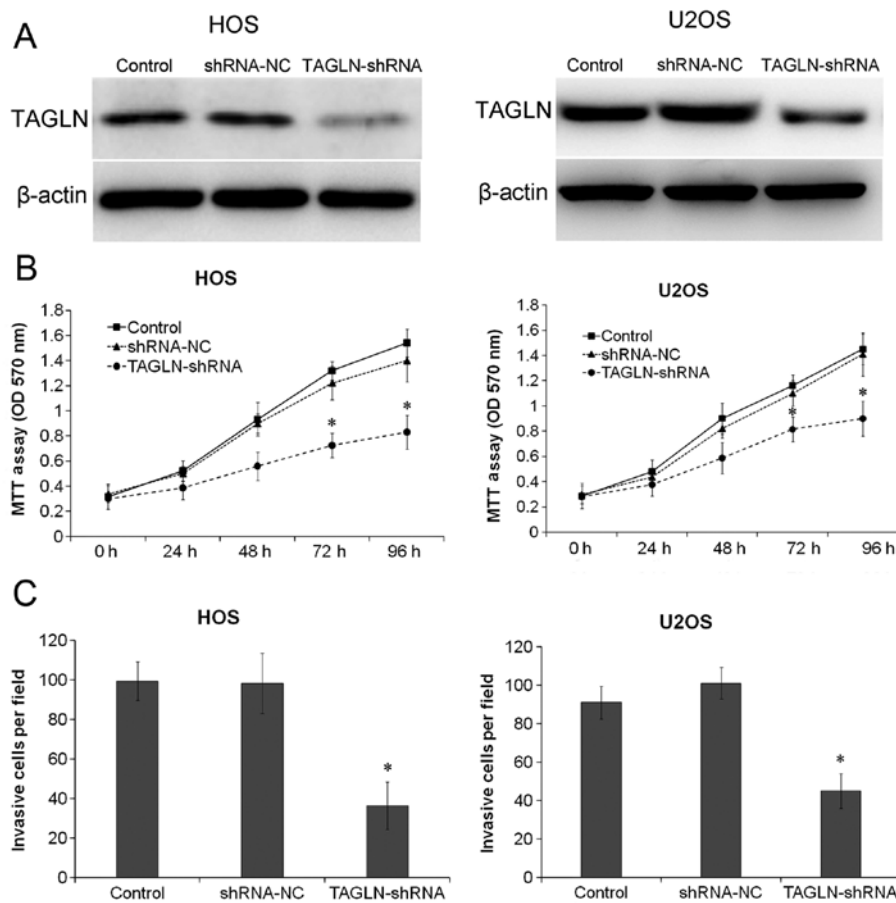 A
HOS
U2OS
Control shRNA-NC TAGLN-shRNA
Control shRNA-NC TAGLN-shRNA
TAGLN
TAGLN
β-actin
β-actin
B
HOS
1.8
1.6
1.4
1.2
1
0.8
0.6
0.4
0.2
0
MTT assay (OD 570 nm)
Control
shRNA-NC
TAGLN-shRNA
*
*
0 h 24 h 48 h 72 h 96 h
U2OS
1.8
1.6
1.4
1.2
1
0.8
0.6
0.4
0.2
0
MTT assay (OD 570 nm)
Control
shRNA-NC
TAGLN-shRNA
*
*
0 h 24 h 48 h 72 h 96 h
C
HOS
120
100
80
60
40
20
0
Invasive cells per field
*
Control shRNA-NC TAGLN-shRNA
U2OS
120
100
80
60
40
20
0
Invasive cells per field
*
Control shRNA-NC TAGLN-shRNA